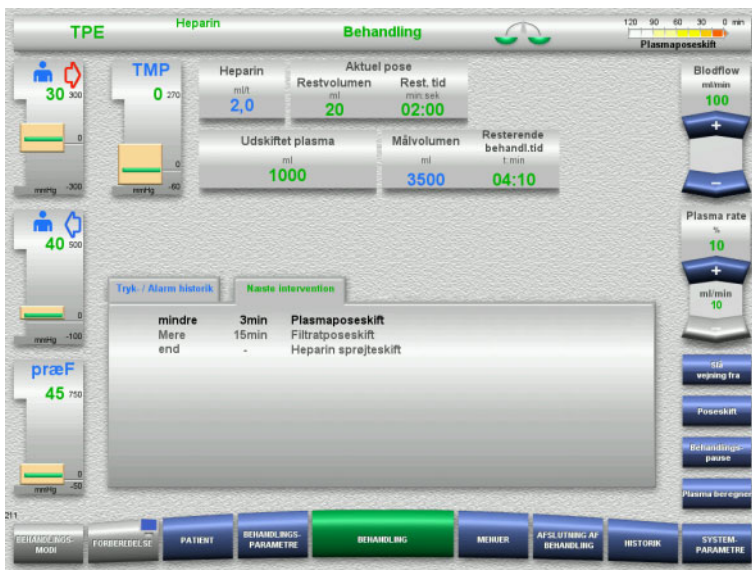 TPE Heparin Behandling 120 90 60 30 0 min
Plasmaposeskift
30 300
0
mmHg -300
TMP
0 270
0
mmHg -60
Heparin
ml/t
2,0
Aktuel pose
Restvolumen Rest. tid
ml min:sek
20 02:00
Udskiftet plasma
ml
1000
Målvolumen Resterende
behandl.tid
ml t:min
3500 04:10
Blodflow
ml/min
100
+
–
40 500
0
mmHg -100
Plasma rate
%
10
+
ml/min
10
–
Tryk- / Alarm historik Næste intervention
mindre 3min Plasmaposeskift
Mere 15min Filtratposeskift
end - Heparin sprøjteskift
præF
45 750
0
mmHg -50
Slå
vejning fra
Poseskift
Behandlings-
pause
Plasma beregner
211
BEHANDLINGS-
MODI
FORBEREDELSE
PATIENT
BEHANDLINGS-
PARAMETRE
BEHANDLING
MENUER
AFSLUTNING AF
BEHANDLING
HISTORIK
SYSTEM-
PARAMETRE